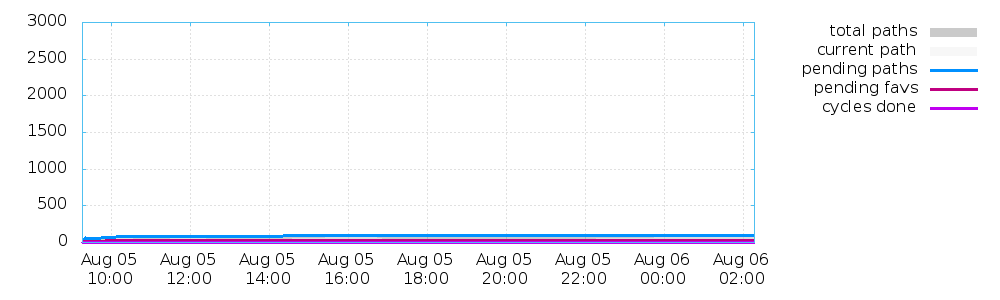 3000
2500
2000
1500
1000
500
0
Aug 05 Aug 05 Aug 05 Aug 05 Aug 05 Aug 05 Aug 05 Aug 06 Aug 06
10:00 12:00 14:00 16:00 18:00 20:00 22:00 00:00 02:00
total paths
current path
pending paths
pending favs
cycles done